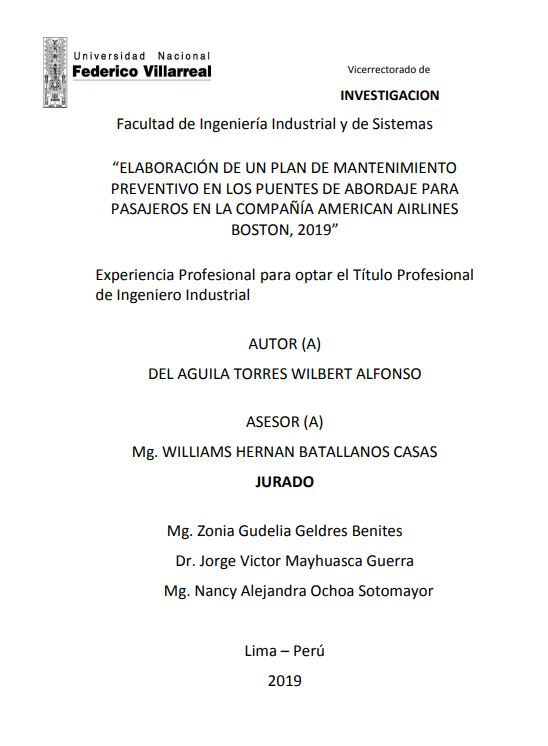 Universidad Nacional
Federico Villarreal
Vicerrectorado de
INVESTIGACION
Facultad de Ingeniería Industrial y de Sistemas
“ELABORACIÓN DE UN PLAN DE MANTENIMIENTO
PREVENTIVO EN LOS PUENTES DE ABORDAJE PARA
PASAJEROS EN LA COMPAÑÍA AMERICAN AIRLINES
BOSTON, 2019”
Experiencia Profesional para optar el Título Profesional
de Ingeniero Industrial
AUTOR (A)
DEL AGUILA TORRES WILBERT ALFONSO
ASESOR (A)
Mg. WILLIAMS HERNAN BATALLANOS CASAS
JURADO
Mg. Zonia Gudelia Geldres Benites
Dr. Jorge Victor Mayhuasca Guerra
Mg. Nancy Alejandra Ochoa Sotomayor
Lima – Perú
2019